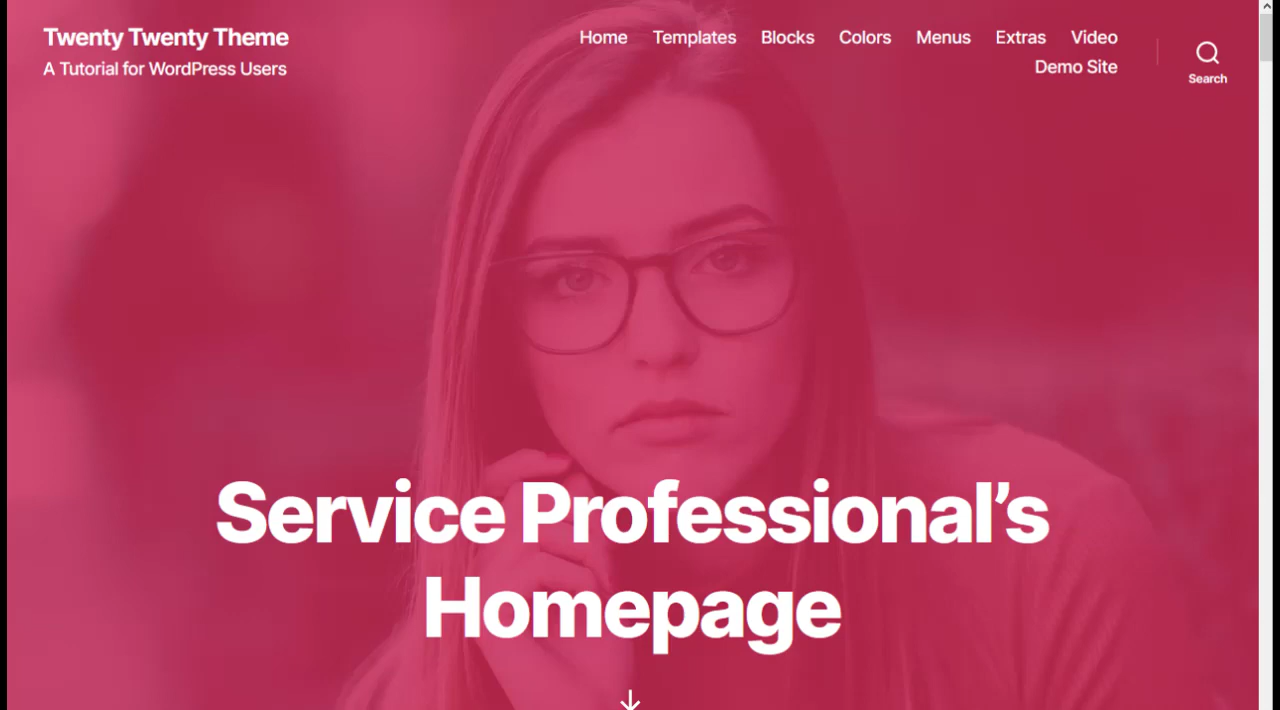 Twenty Twenty Theme
A Tutorial for WordPress Users
Home Templates Blocks Colors Menus Extras Video
Demo Site
Search
Service Professional’s
Homepage